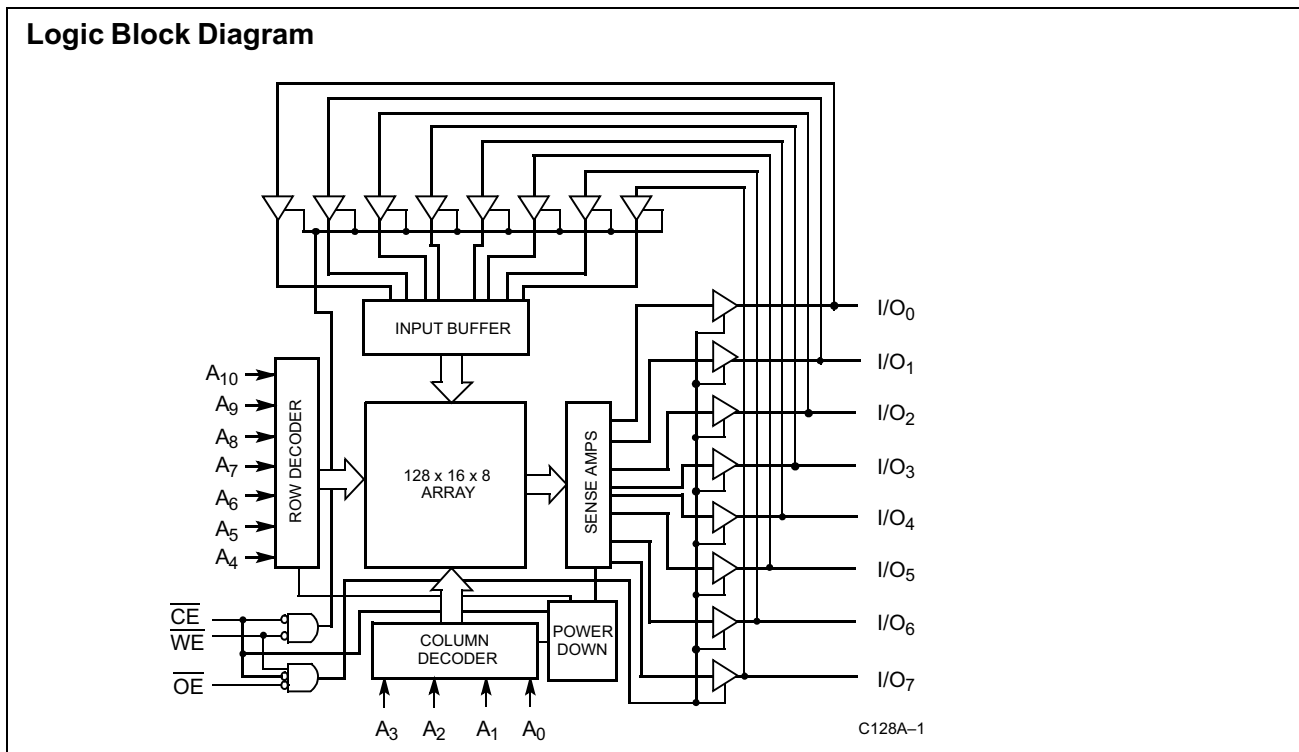 Logic Block Diagram
INPUT BUFFER
I/O0
I/O1
I/O2
I/O3
I/O4
I/O5
I/O6
I/O7
A10
A9
A8
A7
A6
A5
A4
ROW DECODER
128 x 16 x 8
ARRAY
SENSE AMPS
CE
WE
OE
COLUMN
DECODER
POWER
DOWN
A3
A2
A1
A0
C128A–1